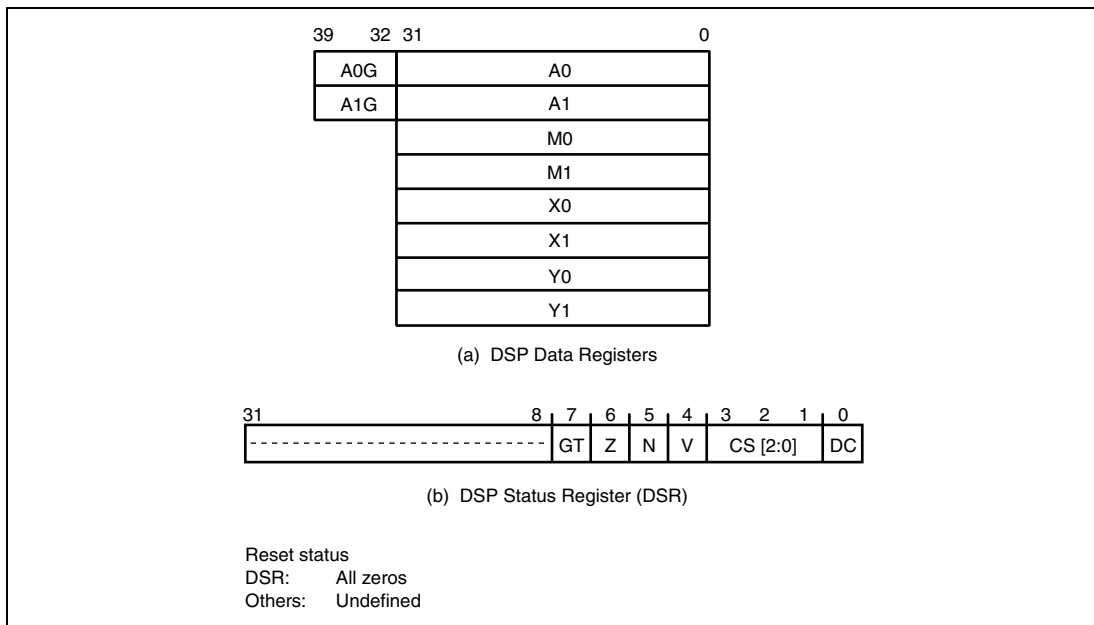 39 32 31 0
A0G A0
A1G A1
M0
M1
X0
X1
Y0
Y1
(a) DSP Data Registers
31 8 7 6 5 4 3 2 1 0
GT Z N V CS [2:0] DC
(b) DSP Status Register (DSR)
Reset status
DSR: All zeros
Others: Undefined